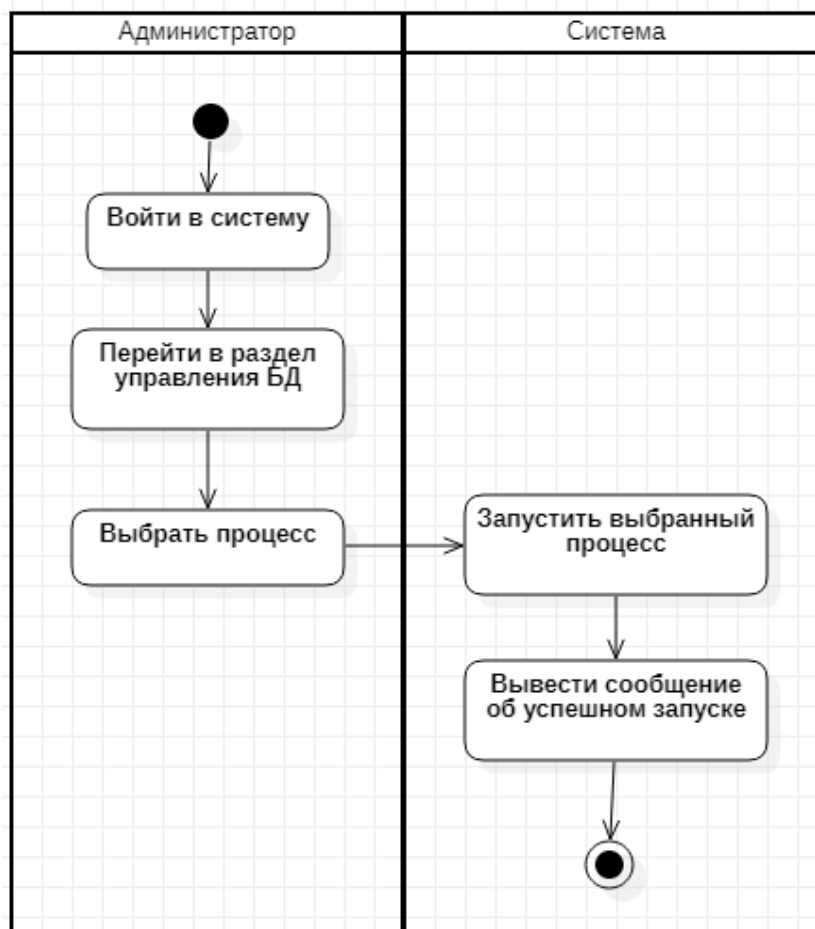 Администратор
Система
Войти в систему
Перейти в раздел
управления БД
Выбрать процесс
Запустить выбранный
процесс
Вывести сообщение
об успешном запуске